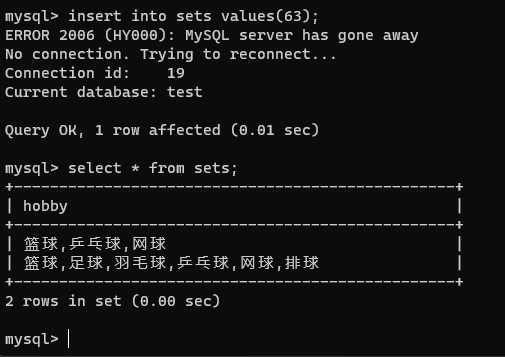 mysql> insert into sets values(63);
ERROR 2006 (HY000): MySQL server has gone away
No connection. Trying to reconnect...
Connection id:    19
Current database: test

Query OK, 1 row affected (0.01 sec)

mysql> select * from sets;
+-------------------------------------------------+
| hobby                                           |
+-------------------------------------------------+
| 篮球,乒乓球,网球                                |
| 篮球,足球,羽毛球,乒乓球,网球,排球               |
+-------------------------------------------------+
2 rows in set (0.00 sec)

mysql>